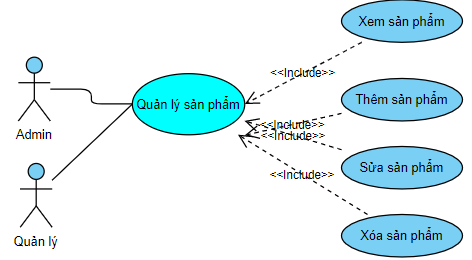 Xem sản phẩm
<<Include>>
Admin
Quản lý sản phẩm
Thêm sản phẩm
<<Include>>
<<Include>>
Sửa sản phẩm
<<Include>>
Quản lý
Xóa sản phẩm